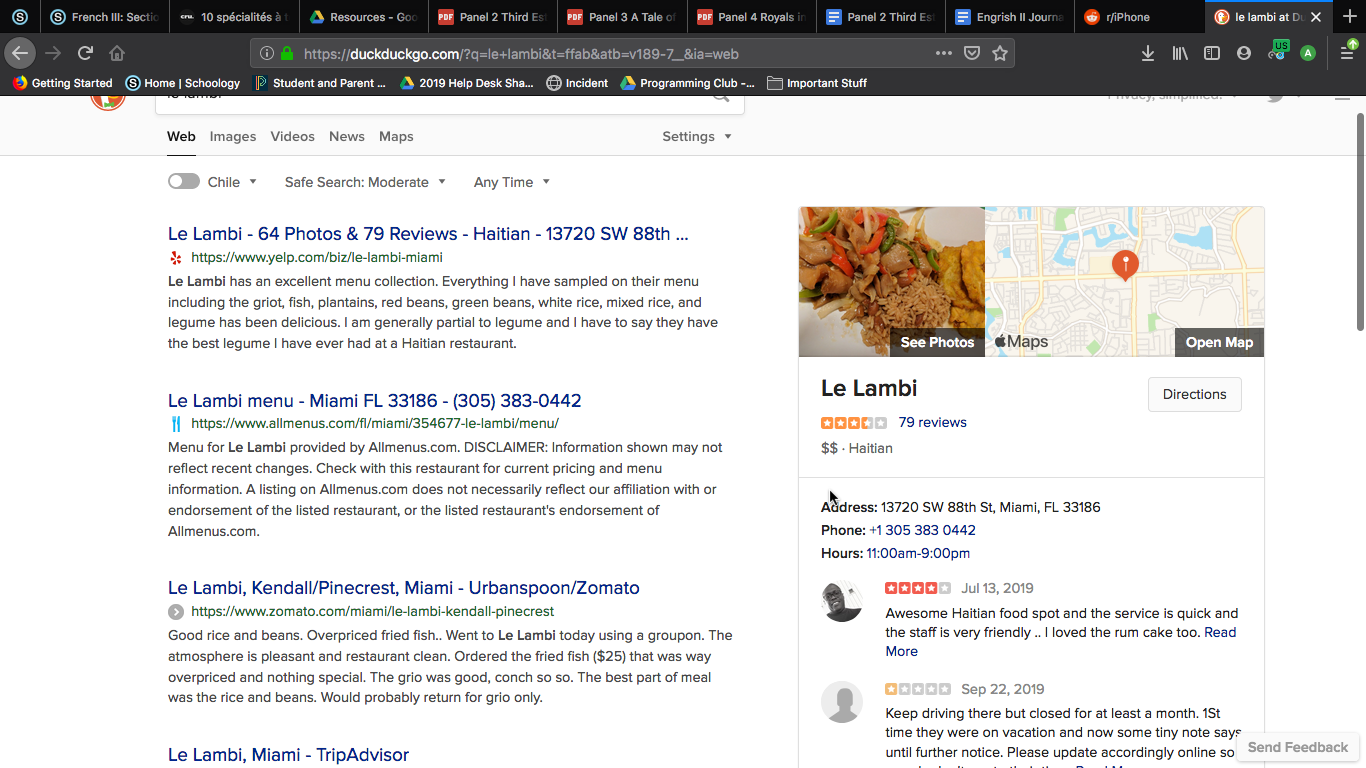 French III: Sectio
10 spécialités à t
Resources - Goo
Panel 2 Third Est
Panel 3 A Tale of
Panel 4 Royals in
Panel 2 Third Est
Engrish II Journa
r/iPhone
le lambi at Du
https://duckduckgo.com/?q=le+lambi&t=ffab&atb=v189-7__&ia=web
US
A
Getting Started
Home | Schoology
Student and Parent ...
2019 Help Desk Sha...
Incident
Programming Club -...
Important Stuff
le lambi
Privacy, simplified.
Web Images Videos News Maps Settings
Chile Safe Search: Moderate Any Time
Le Lambi - 64 Photos & 79 Reviews - Haitian - 13720 SW 88th ...
https://www.yelp.com/biz/le-lambi-miami
Le Lambi has an excellent menu collection. Everything I have sampled on their menu
including the griot, fish, plantains, red beans, green beans, white rice, mixed rice, and
legume has been delicious. I am generally partial to legume and I have to say they have
the best legume I have ever had at a Haitian restaurant.
Le Lambi menu - Miami FL 33186 - (305) 383-0442
https://www.allmenus.com/fl/miami/354677-le-lambi/menu/
Menu for Le Lambi provided by Allmenus.com. DISCLAIMER: Information shown may not
reflect recent changes. Check with this restaurant for current pricing and menu
information. A listing on Allmenus.com does not necessarily reflect our affiliation with or
endorsement of the listed restaurant, or the listed restaurant's endorsement of
Allmenus.com.
Le Lambi, Kendall/Pinecrest, Miami - Urbanspoon/Zomato
https://www.zomato.com/miami/le-lambi-kendall-pinecrest
Good rice and beans. Overpriced fried fish.. Went to Le Lambi today using a groupon. The
atmosphere is pleasant and restaurant clean. Ordered the fried fish ($25) that was way
overpriced and nothing special. The grio was good, conch so so. The best part of meal
was the rice and beans. Would probably return for grio only.
Le Lambi, Miami - TripAdvisor
See Photos
Maps
Open Map
Le Lambi
Directions
79 reviews
$$ · Haitian
Address: 13720 SW 88th St, Miami, FL 33186
Phone: +1 305 383 0442
Hours: 11:00am-9:00pm
Jul 13, 2019
Awesome Haitian food spot and the service is quick and
the staff is very friendly .. I loved the rum cake too. Read
More
Sep 22, 2019
Keep driving there but closed for at least a month. 1St
time they were on vacation and now some tiny note says
until further notice. Please update accordingly online so
Send Feedback